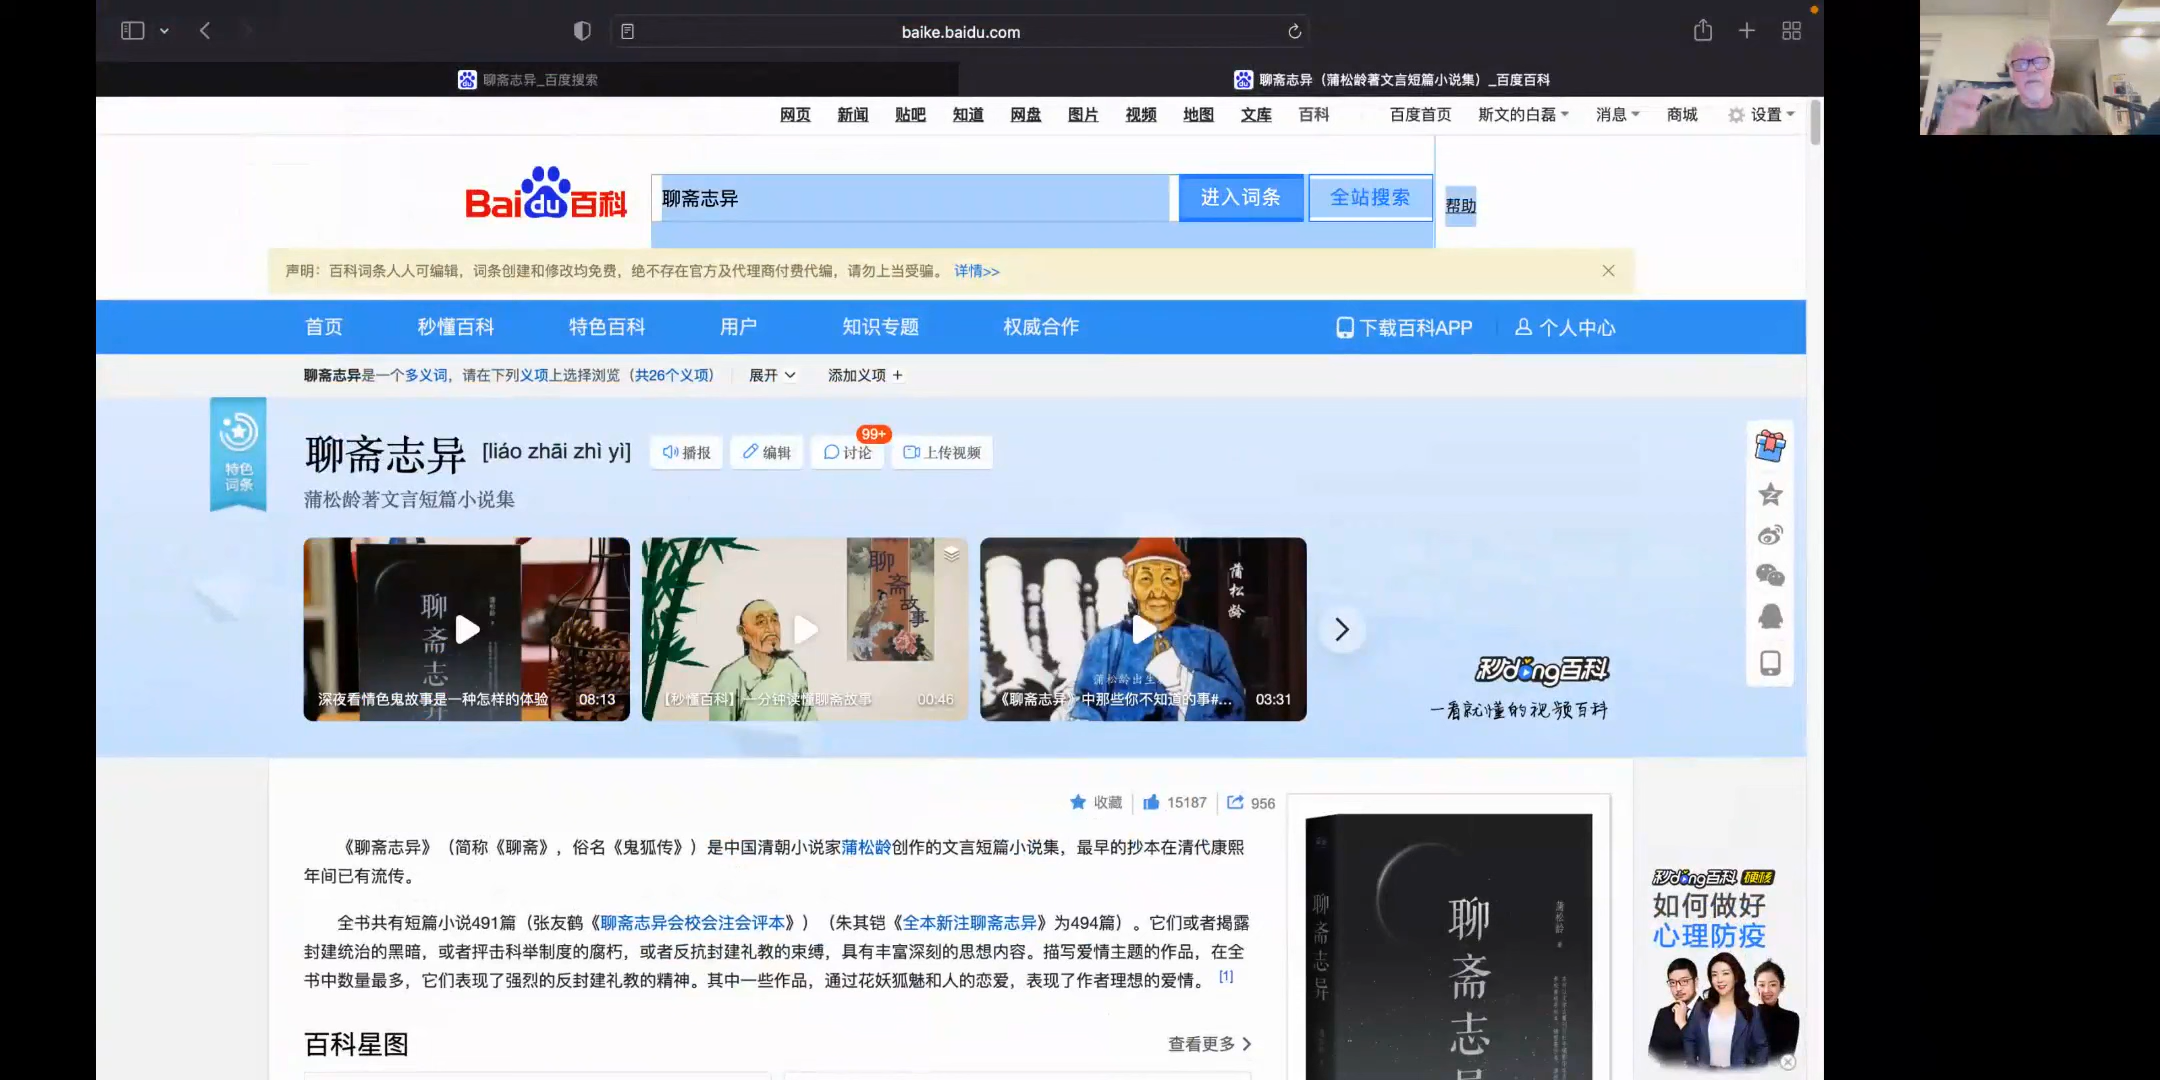 baike.baidu.com
聊斋志异_百度搜索
聊斋志异（蒲松龄著文言短篇小说集）_百度百科
网页 新闻 贴吧 知道 网盘 图片 视频 地图 文库 百科 百度首页 斯文的白磊 消息 商城 设置
Baidu百科
聊斋志异
进入词条
全站搜索
帮助
声明：百科词条人人可编辑，词条创建和修改均免费，绝不存在官方及代理商付费代编，请勿上当受骗。 详情>>
首页 秒懂百科 特色百科 用户 知识专题 权威合作 下载百科APP 个人中心
聊斋志异是一个多义词，请在下列义项上选择浏览（共26个义项） 展开 添加义项 +
特色
词条
聊斋志异 [liáo zhāi zhì yì] 播报 编辑 讨论 99+ 上传视频
蒲松龄著文言短篇小说集
聊斋志异
深夜看情色鬼故事是一种怎样的体验 08:13
聊斋故事
【秒懂百科】一分钟读懂聊斋故事 00:46
蒲松龄
蒲松龄出生
《聊斋志异》中那些你不知道的事#... 03:31
秒dong百科
一看就懂的视频百科
收藏 15187 956
《聊斋志异》（简称《聊斋》，俗名《鬼狐传》）是中国清朝小说家蒲松龄创作的文言短篇小说集，最早的抄本在清代康熙
年间已有流传。
全书共有短篇小说491篇（张友鹤《聊斋志异会校会注会评本》）（朱其铠《全本新注聊斋志异》为494篇）。它们或者揭露
封建统治的黑暗，或者抨击科举制度的腐朽，或者反抗封建礼教的束缚，具有丰富深刻的思想内容。描写爱情主题的作品，在全
书中数量最多，它们表现了强烈的反封建礼教的精神。其中一些作品，通过花妖狐魅和人的恋爱，表现了作者理想的爱情。 [1]
百科星图
查看更多
聊斋志异
聊斋志异
蒲松龄 著
秒dong百科 硬核
如何做好
心理防疫